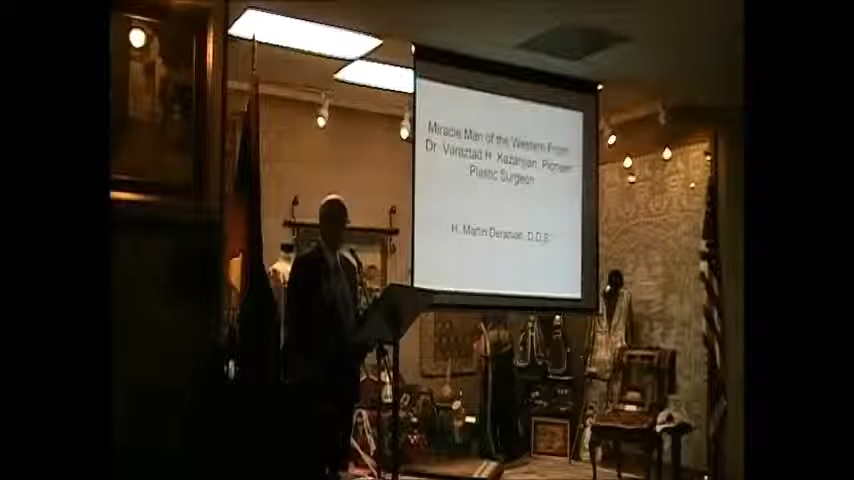 Miracle Man of the Western Front
Dr. Varaztad H. Kazanjian, Pioneer
Plastic Surgeon
H. Martin Deranian, D.D.S.